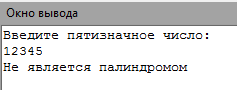 Окно вывода
Введите пятизначное число:
12345
Не является палиндромом